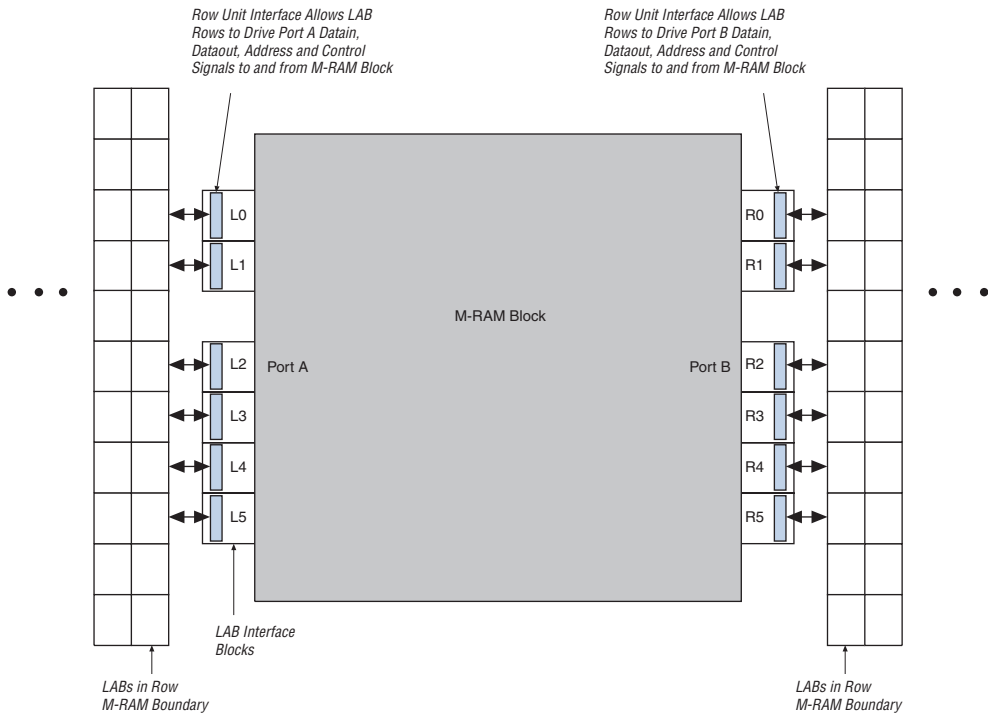 Row Unit Interface Allows LAB
Rows to Drive Port A Datain,
Dataout, Address and Control
Signals to and from M-RAM Block
Row Unit Interface Allows LAB
Rows to Drive Port B Datain,
Dataout, Address and Control
Signals to and from M-RAM Block
L0
R0
L1
R1
M-RAM Block
L2
Port A
Port B
R2
L3
R3
L4
R4
L5
R5
LAB Interface
Blocks
LABs in Row
M-RAM Boundary
LABs in Row
M-RAM Boundary